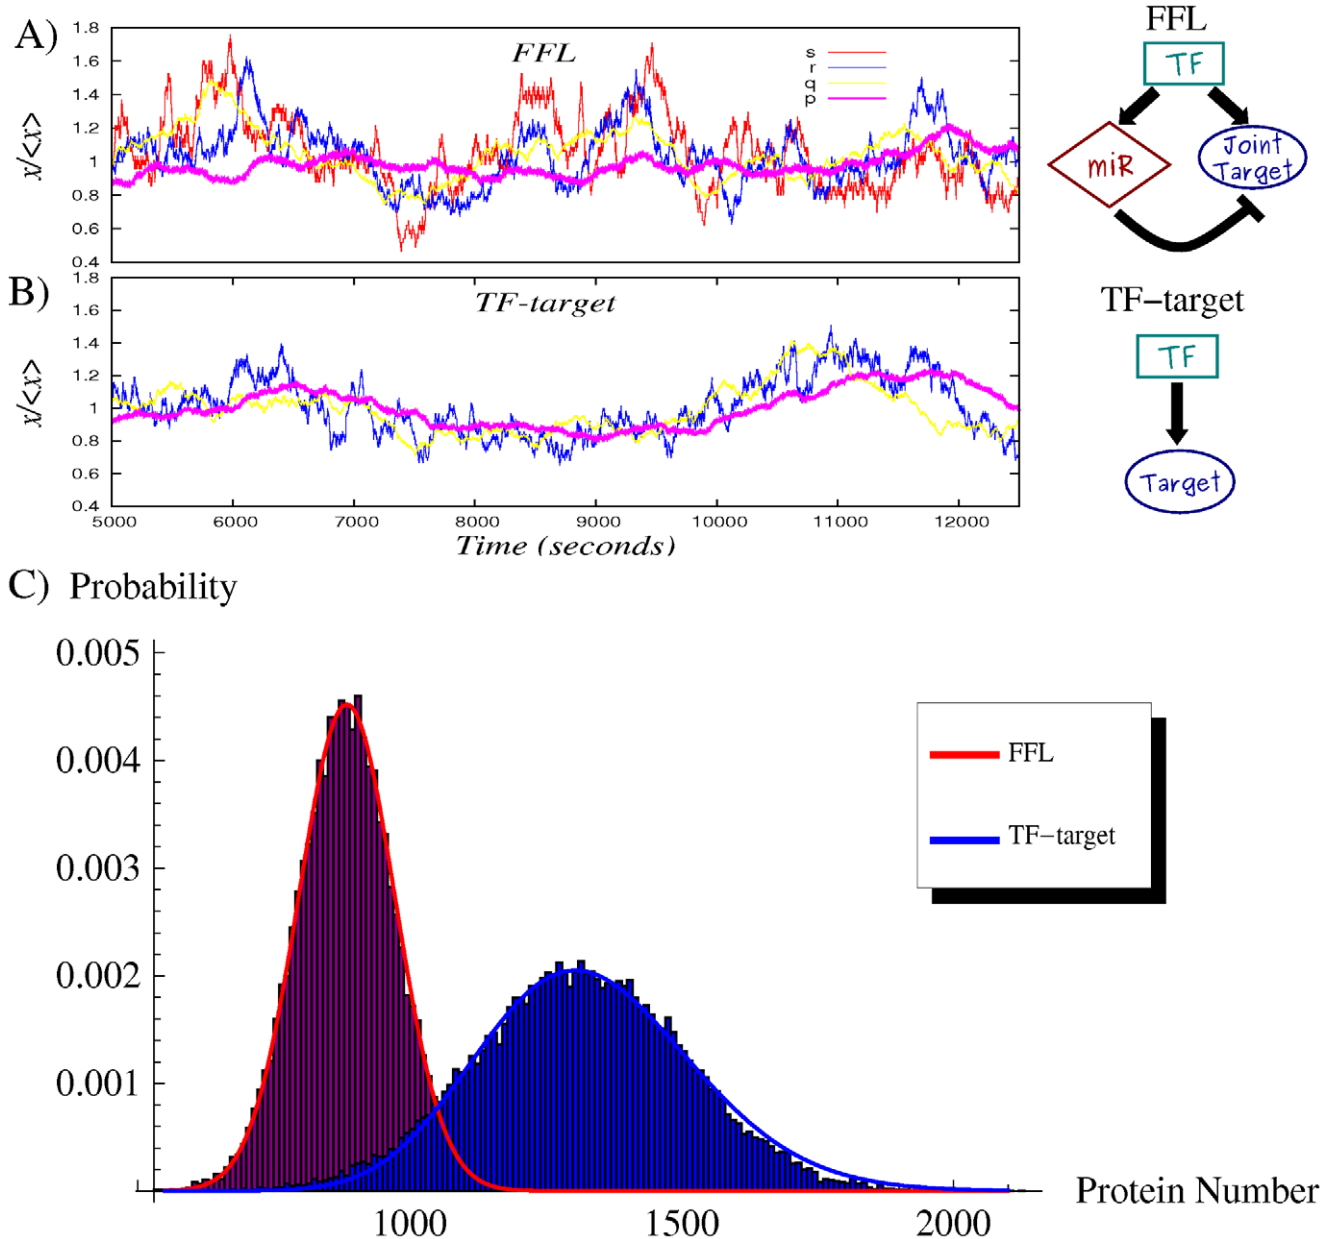 A)
1.8
1.6
1.4
1.2
1
0.8
0.6
0.4
x/<x>
FFL
s
r
q
p
FFL
TF
miR
Joint
Target
B)
1.8
1.6
1.4
1.2
1
0.8
0.6
0.4
x/<x>
TF-target
5000 6000 7000 8000 9000 10000 11000 12000
Time (seconds)
TF−target
TF
Target
C) Probability
0.005
0.004
0.003
0.002
0.001
FFL
TF−target
1000 1500 2000
Protein Number